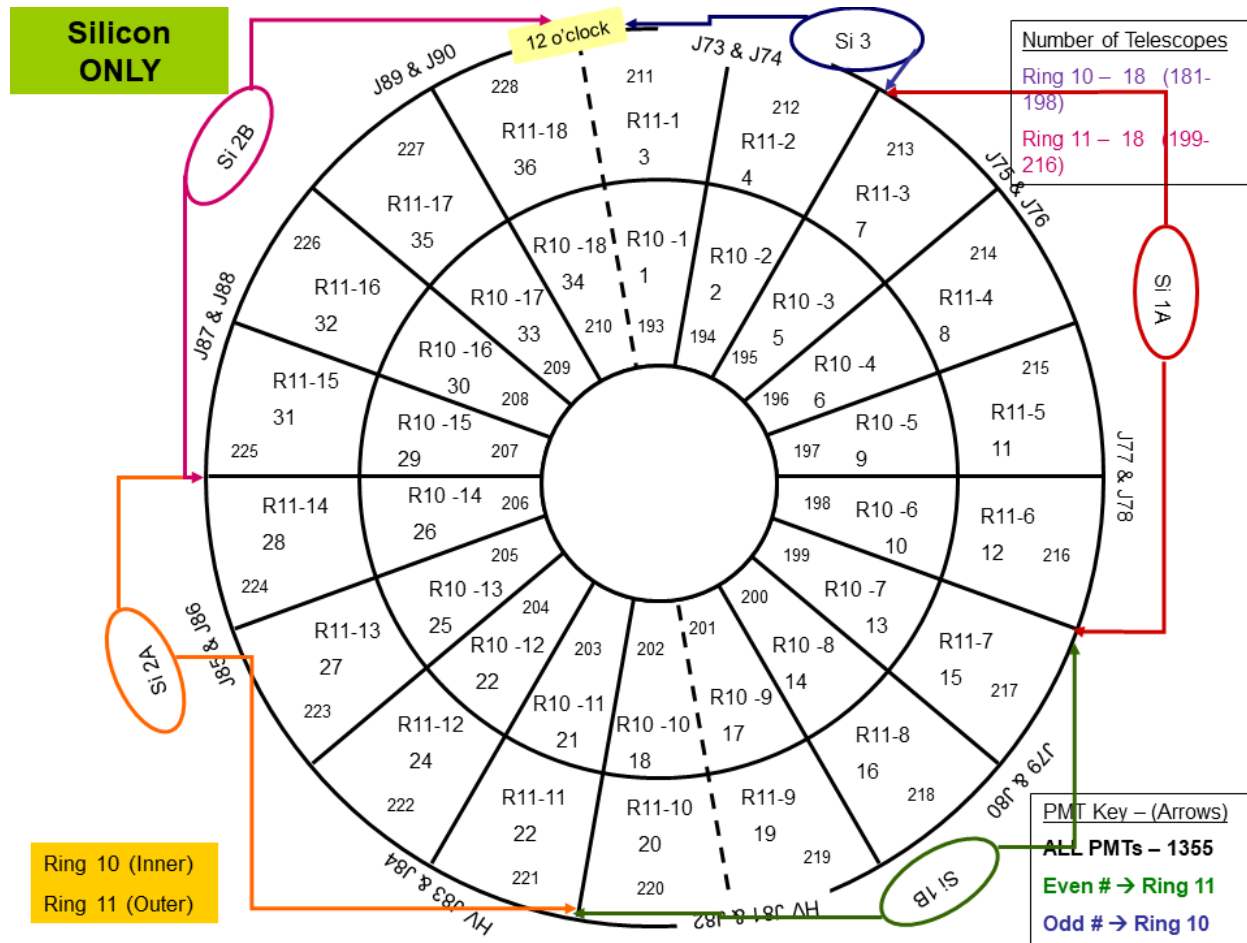 Silicon
ONLY
12 o'clock
Si 3
Number of Telescopes
Ring 10 – 18 (181-
198)
Ring 11 – 18 (199-
216)
Si 2B
J89 & J90
J73 & J74
J75 & J76
J77 & J78
J79 & J80
HV J81 & J82
HV J83 & J84
J85 & J86
J87 & J88
Si 1A
Si 1B
Si 2A
211
R11-1
3
212
R11-2
4
213
R11-3
7
214
R11-4
8
215
R11-5
11
R11-6
12
216
R11-7
15
217
R11-8
16
218
R11-9
19
219
R11-10
20
220
R11-11
22
221
R11-12
24
222
R11-13
27
223
R11-14
28
224
R11-15
31
225
226
R11-16
32
227
R11-17
35
228
R11-18
36
R10 -1
1
193
R10 -2
2
194
R10 -3
5
195
R10 -4
196
6
R10 -5
197
9
198
R10 -6
10
199
R10 -7
13
200
R10 -8
14
201
R10 -9
17
202
R10 -10
18
203
R10 -11
21
204
R10 -12
22
205
R10 -13
25
R10 -14
206
26
R10 -15
207
29
R10 -16
30
208
R10 -17
33
209
R10 -18
34
210
Ring 10 (Inner)
Ring 11 (Outer)
PMT Key – (Arrows)
ALL PMTs – 1355
Even # → Ring 11
Odd # → Ring 10